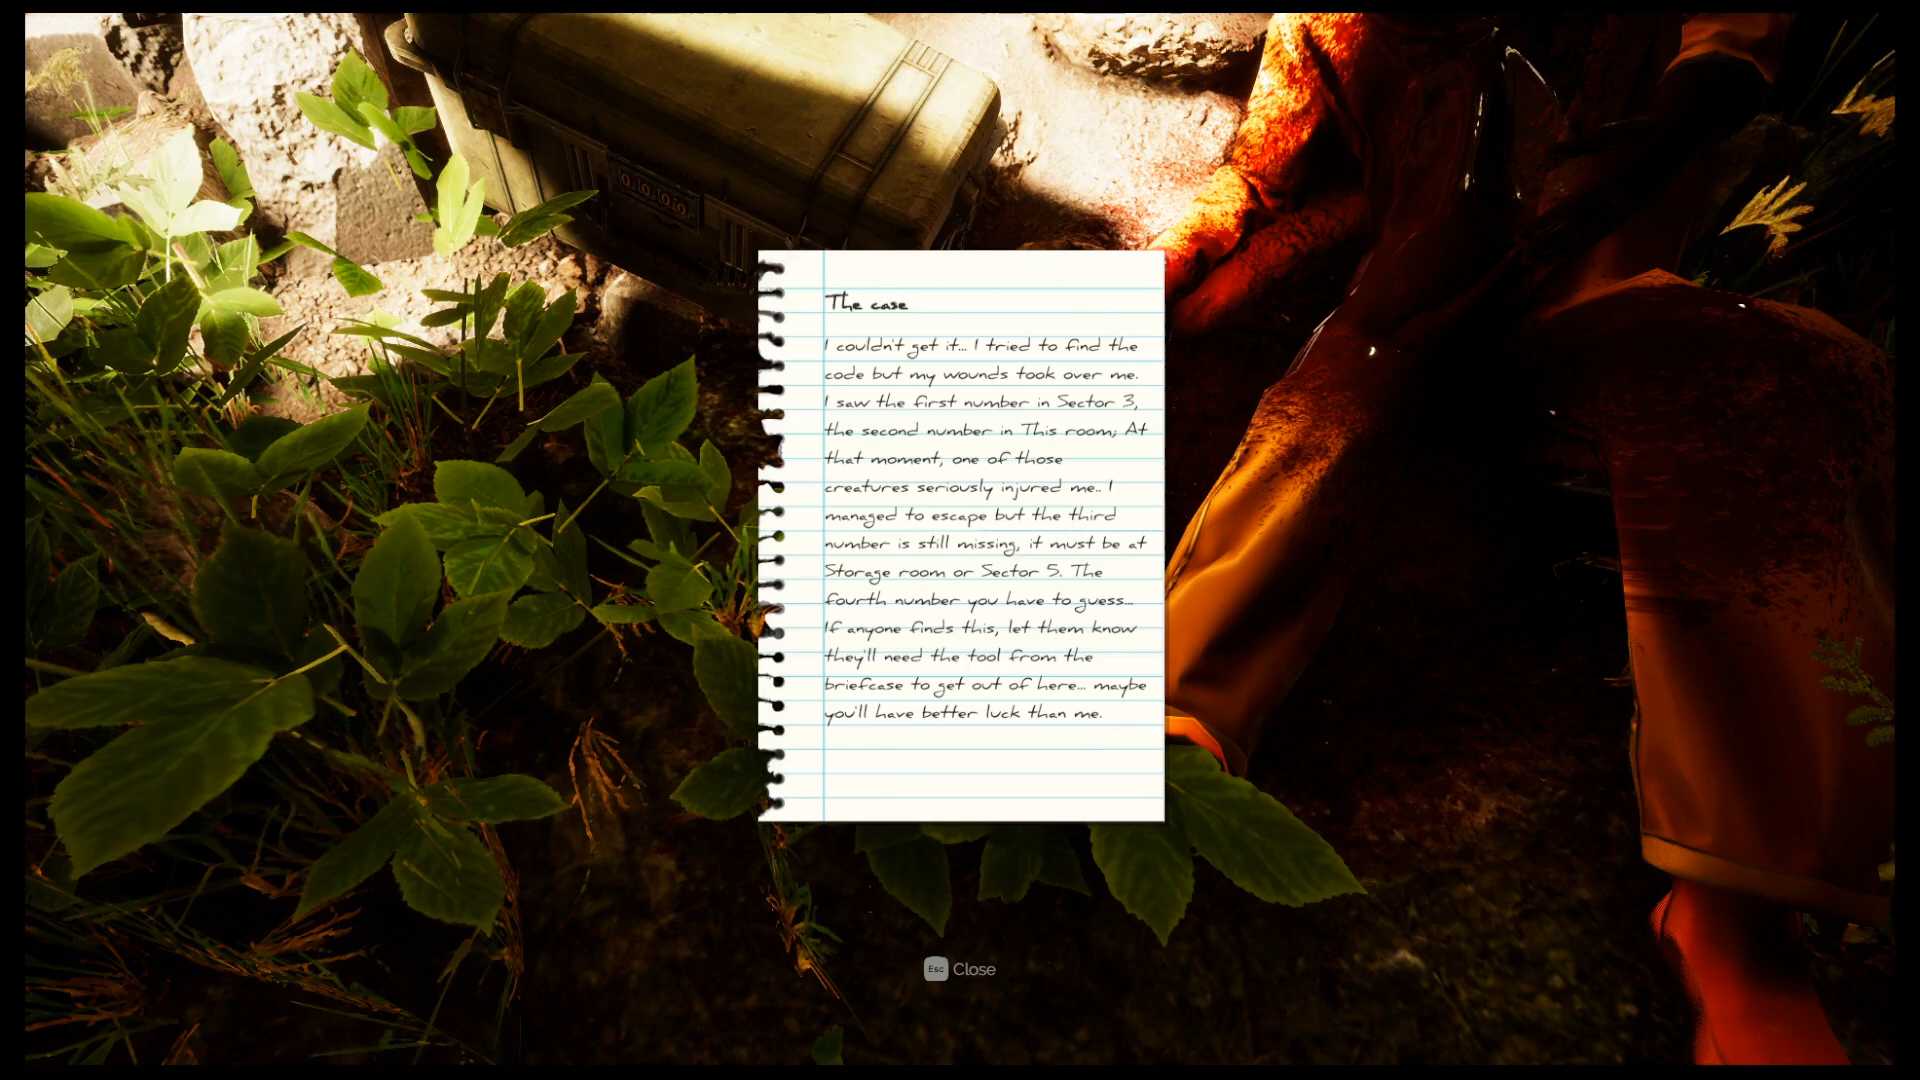 0 0 0 0
The case
I couldn't get it... I tried to find the
code but my wounds took over me.
I saw the first number in Sector 3,
the second number in This room; At
that moment, one of those
creatures seriously injured me.. I
managed to escape but the third
number is still missing, it must be at
Storage room or Sector 5. The
fourth number you have to guess...
If anyone finds this, let them know
they'll need the tool from the
briefcase to get out of here... maybe
you'll have better luck than me.
Esc Close